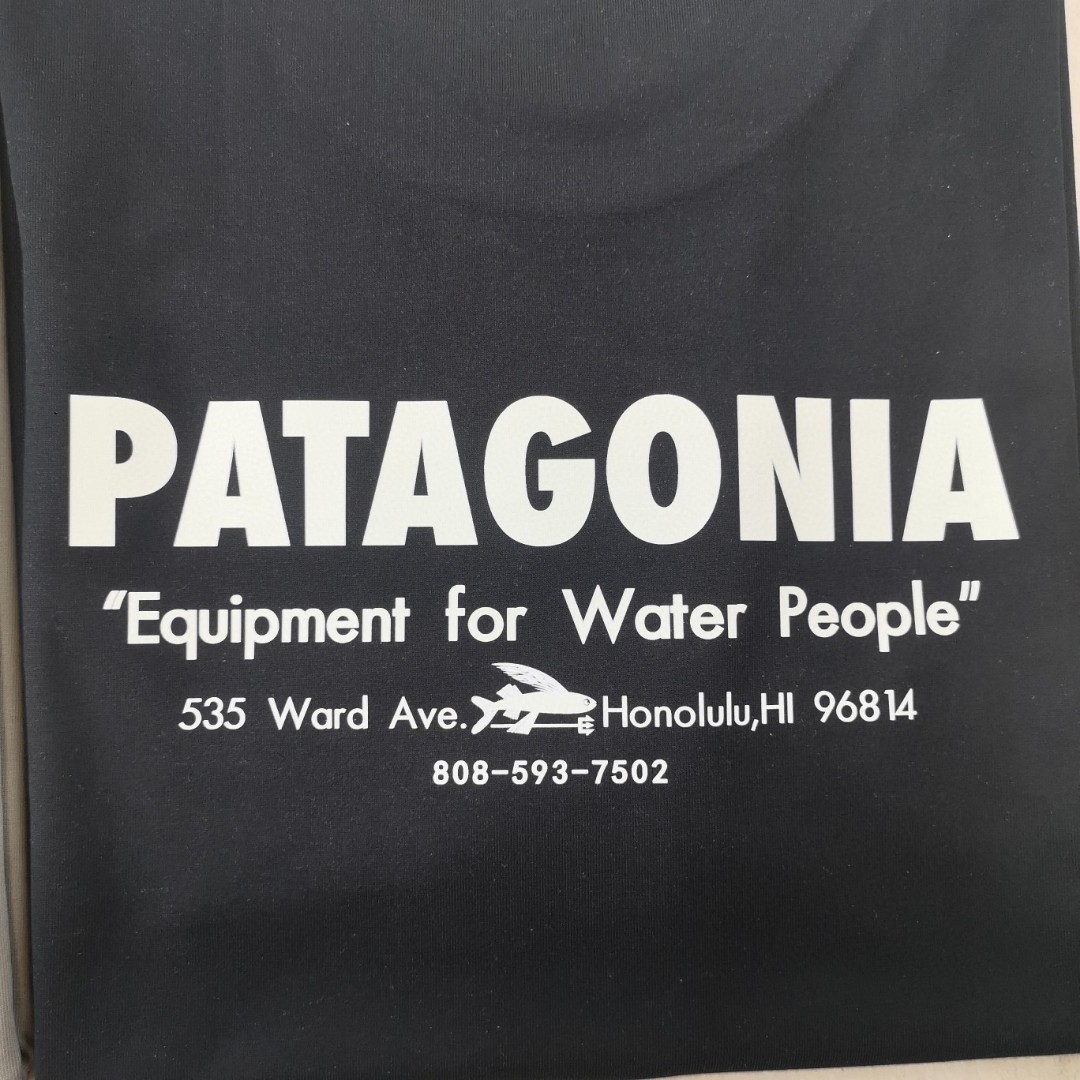 PATAGONIA
“Equipment for Water People”
535 Ward Ave. Honolulu,HI 96814
808-593-7502